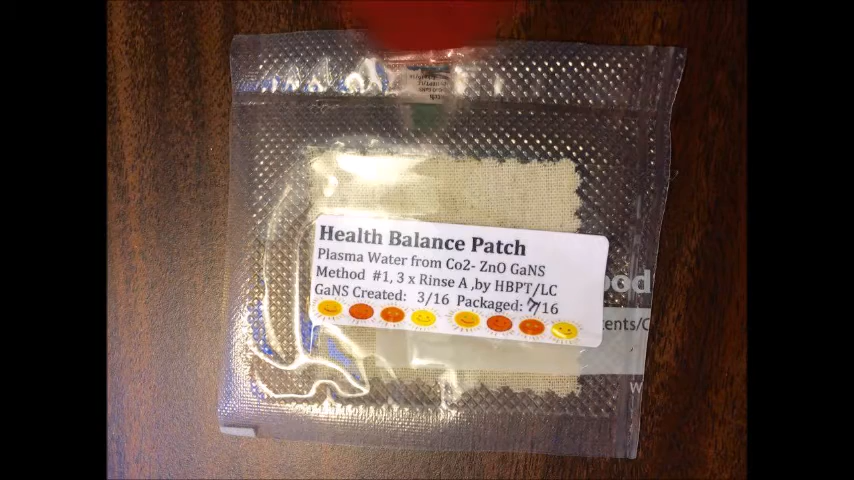 Health Balance Patch
Plasma Water from Co2- ZnO GaNS
Method #1, 3 x Rinse A ,by HBPT/LC
GaNS Created: 3/16 Packaged: 7/16